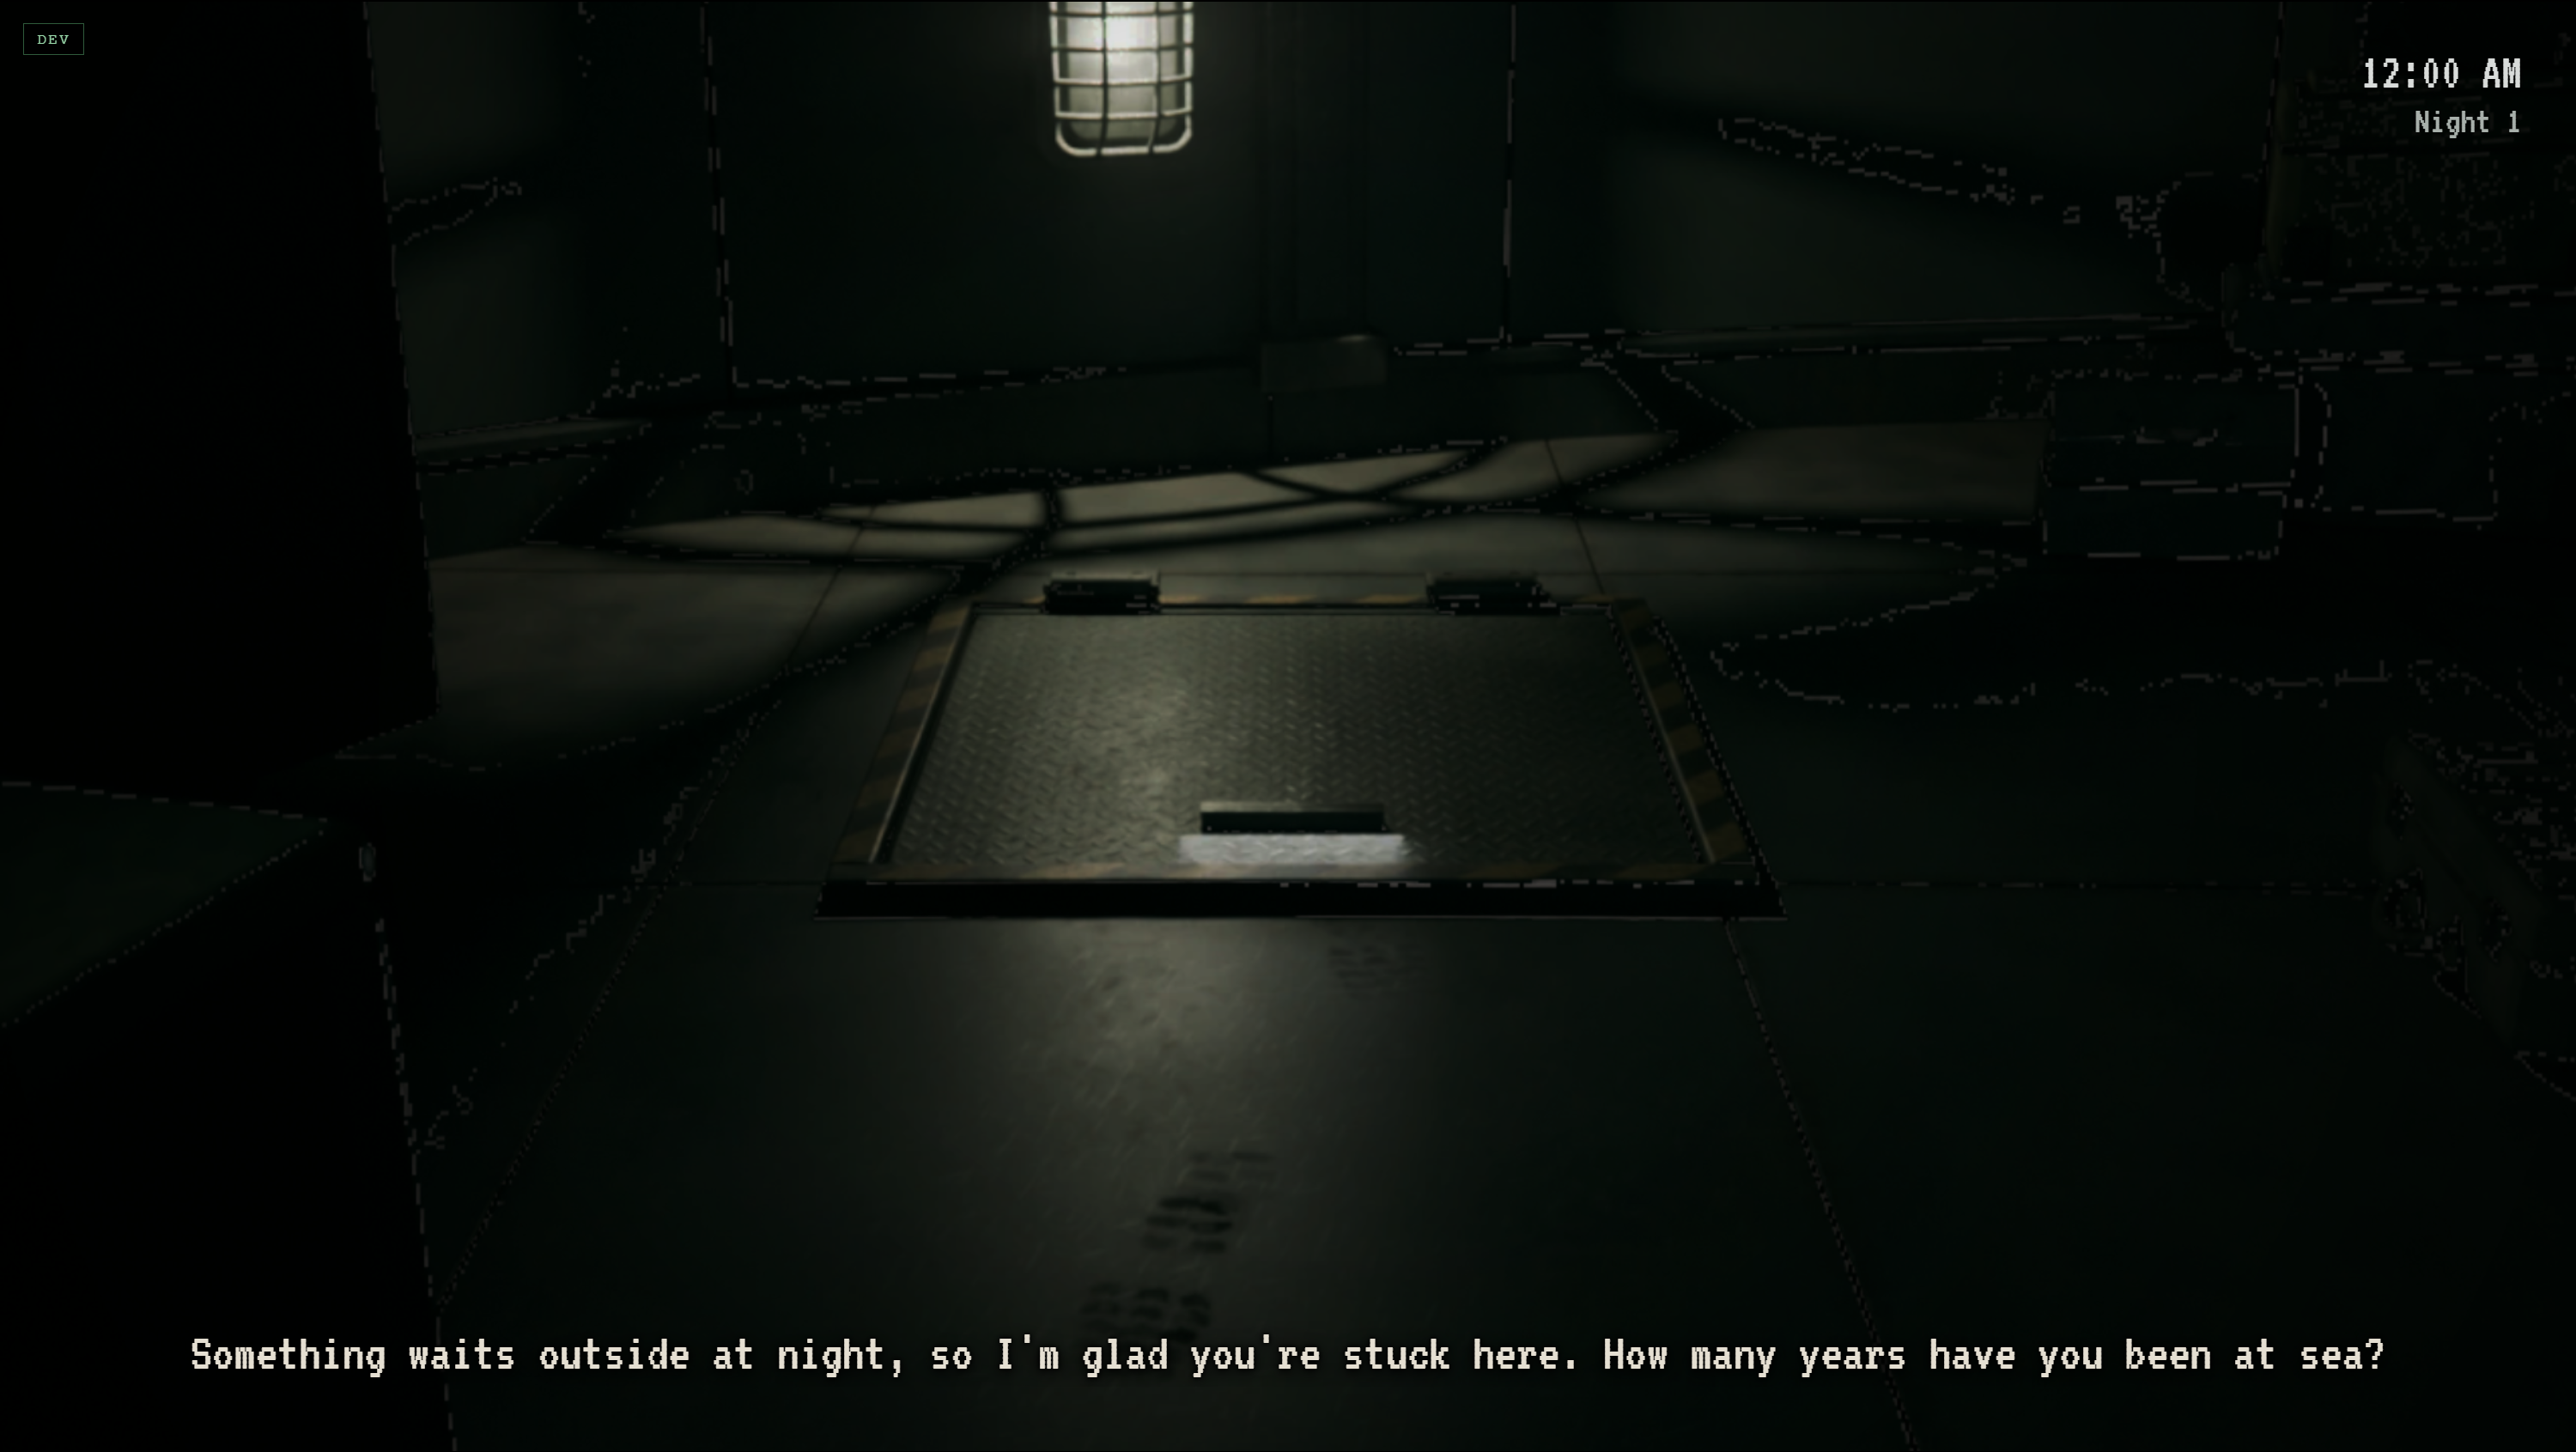 DEV
12:00 AM
Night 1
Something waits outside at night, so I'm glad you're stuck here. How many years have you been at sea?